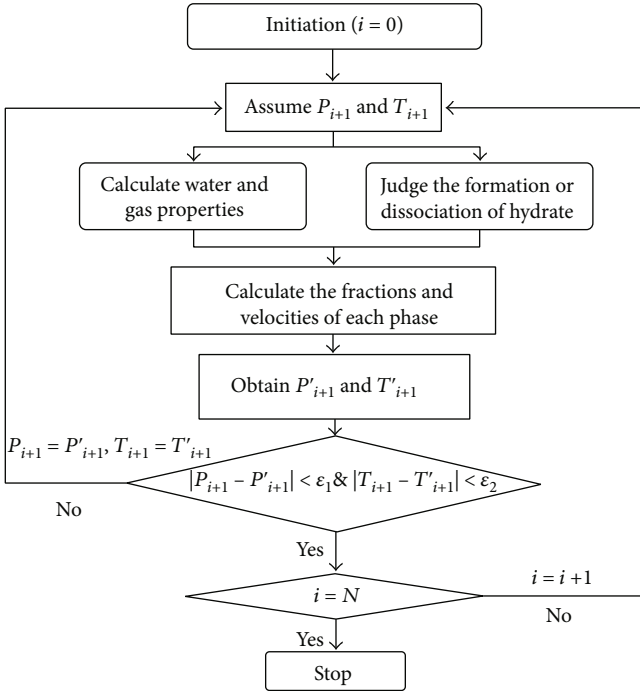 Initiation (i = 0)
Assume P_{i+1} and T_{i+1}
Calculate water and
gas properties
Judge the formation or
dissociation of hydrate
Calculate the fractions and
velocities of each phase
Obtain P′_{i+1} and T′_{i+1}
P_{i+1} = P′_{i+1}, T_{i+1} = T′_{i+1}
|P_{i+1} – P′_{i+1}| < ε_1& |T_{i+1} – T′_{i+1}| < ε_2
No
Yes
i = N
i = i +1
No
Yes
Stop